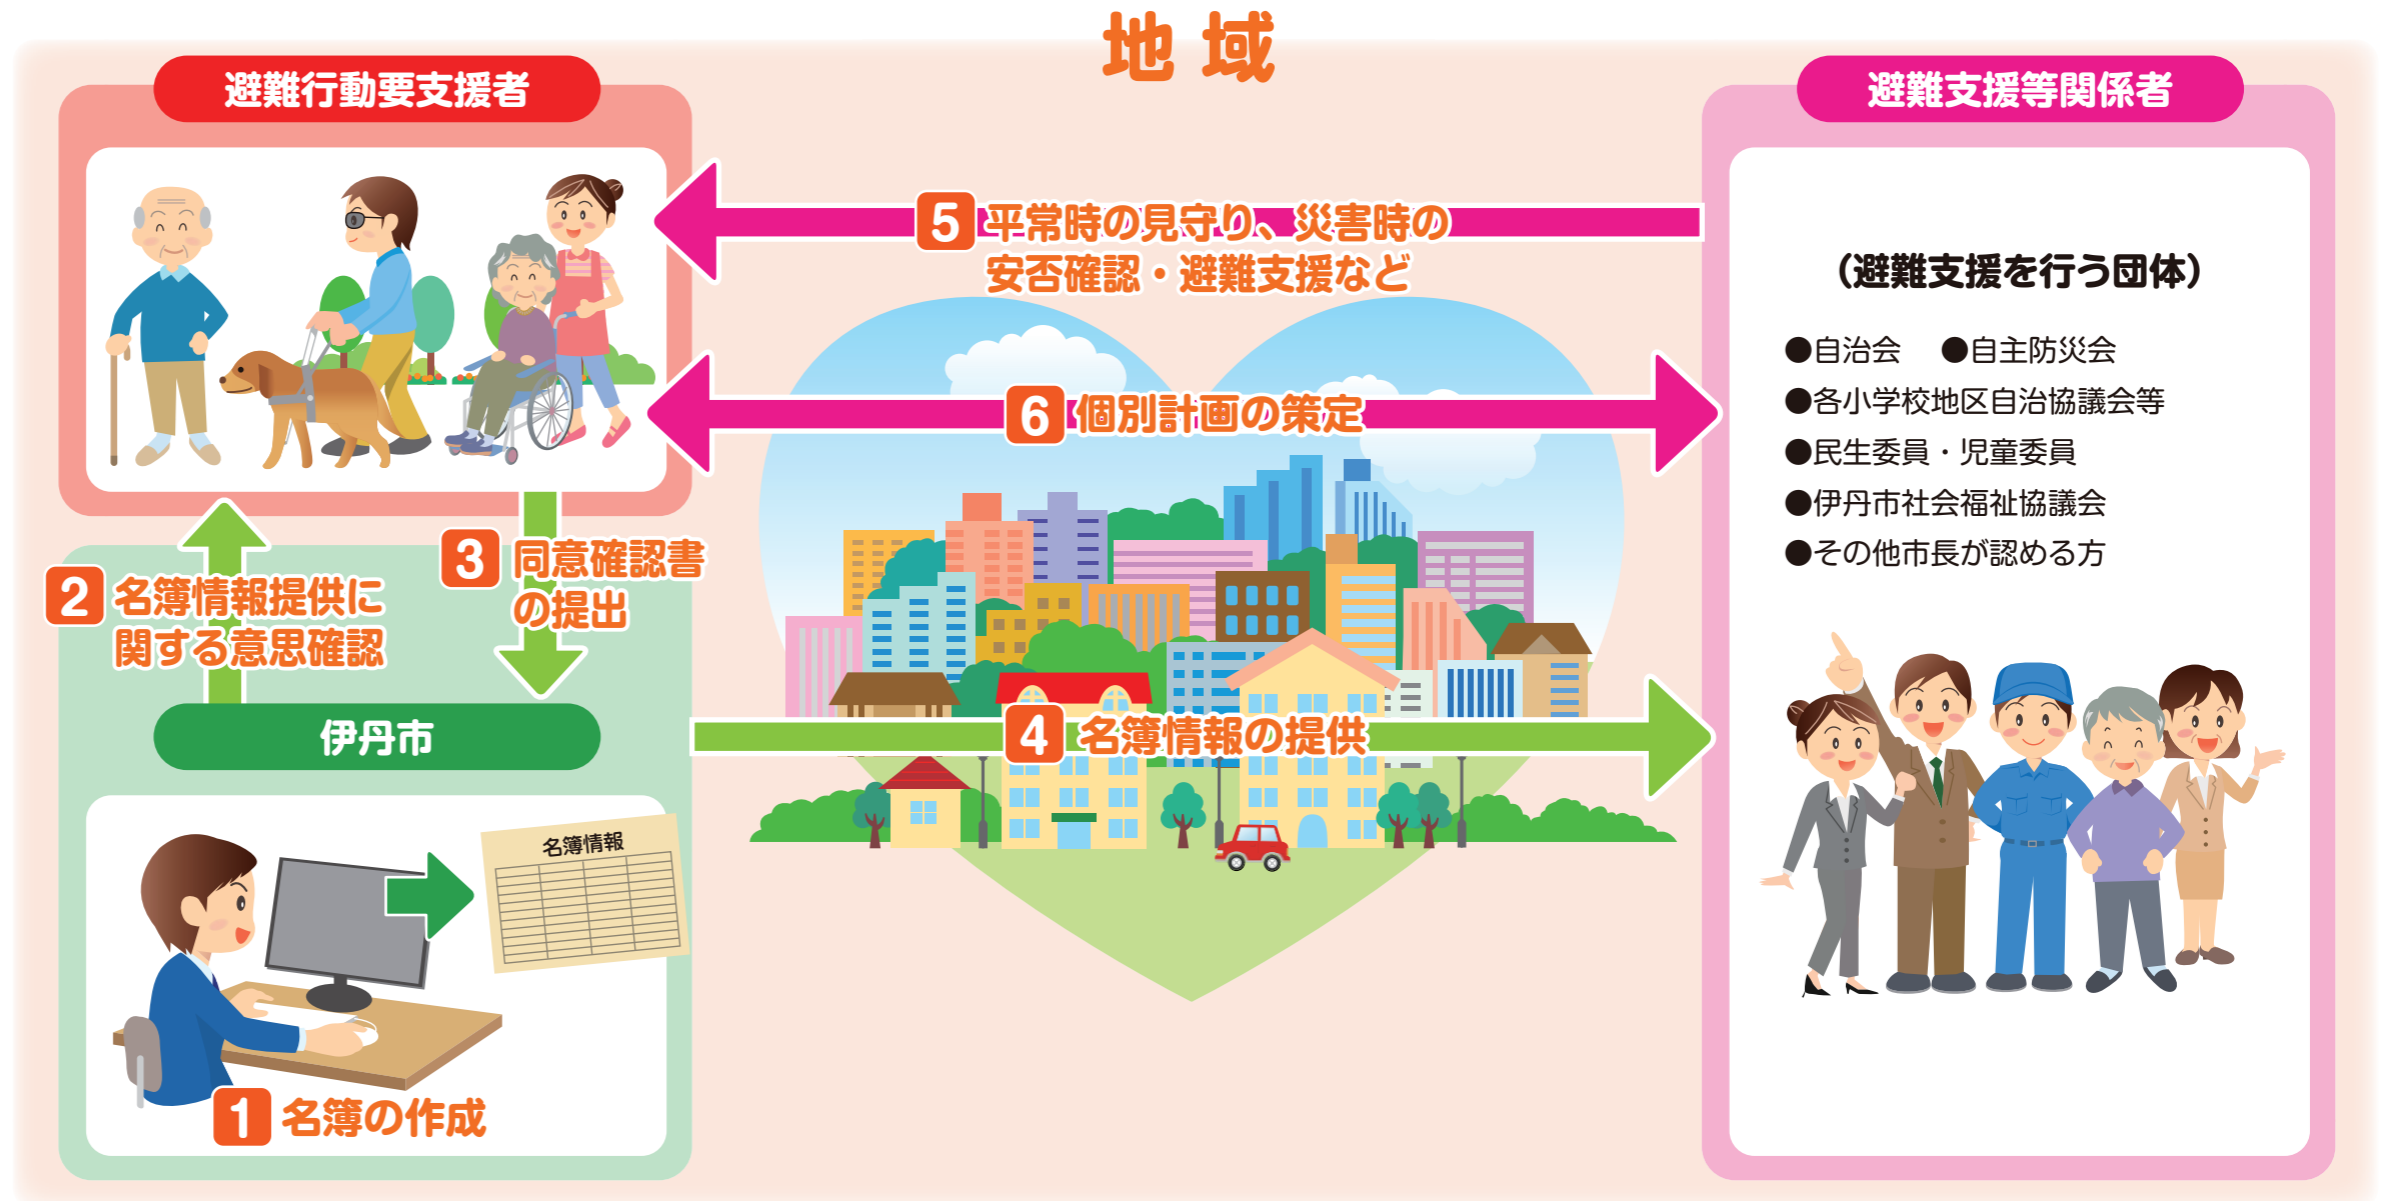 地域
避難行動要支援者
避難支援等関係者
5 平常時の見守り、災害時の
安否確認・避難支援など
(避難支援を行う団体)
●自治会 ●自主防災会
●各小学校地区自治協議会等
●民生委員・児童委員
●伊丹市社会福祉協議会
●その他市長が認める方
6 個別計画の策定
2 名簿情報提供に
関する意思確認
3 同意確認書
の提出
伊丹市
4 名簿情報の提供
名簿情報
1 名簿の作成